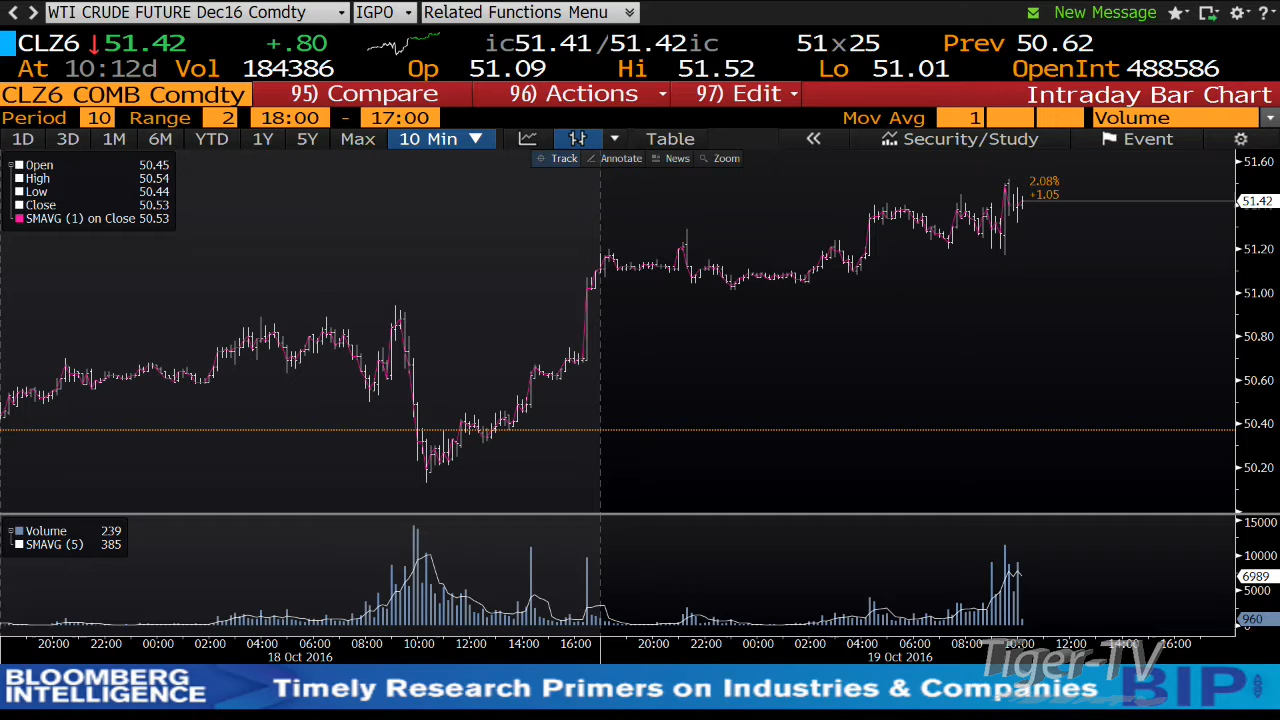 WTI CRUDE FUTURE Dec16 Comdty IGPO Related Functions Menu New Message ?
CLZ6 ↓51.42 +.80 ic51.41/51.42ic 51x25 Prev 50.62
At 10:12d Vol 184386 Op 51.09 Hi 51.52 Lo 51.01 OpenInt 488586
CLZ6 COMB Comdty 95) Compare 96) Actions 97) Edit Intraday Bar Chart
Period 10 Range 2 18:00 - 17:00 Mov Avg 1 Volume
1D 3D 1M 6M YTD 1Y 5Y Max 10 Min ▼ Table « Security/Study Event
Track Annotate News Zoom
Open 50.45
High 50.54
Low 50.44
Close 50.53
SMAVG (1) on Close 50.53
2.08%
+1.05
51.60
51.42
51.20
51.00
50.80
50.60
50.40
50.20
Volume 239
SMAVG (5) 385
15000
10000
6989
5000
960
0
20:00 22:00 00:00 02:00 04:00 06:00 08:00 10:00 12:00 14:00 16:00 20:00 22:00 00:00 02:00 04:00 06:00 08:00 10:00 12:00 14:00 16:00
18 Oct 2016 19 Oct 2016
Tiger-TV
BLOOMBERG
INTELLIGENCE
Timely Research Primers on Industries & Companies
BIP